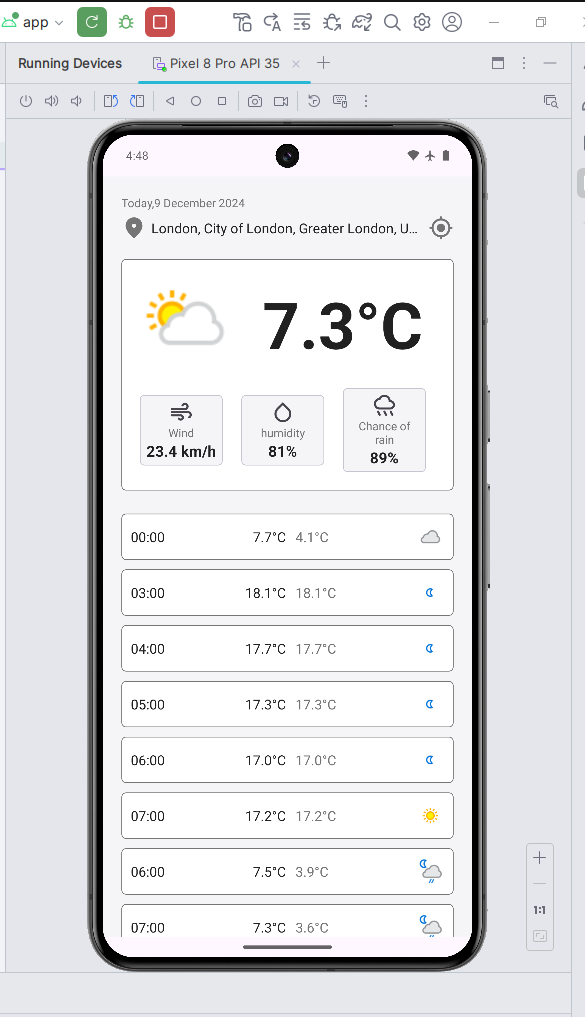 app
Running Devices
Pixel 8 Pro API 35
4:48
Today,9 December 2024
London, City of London, Greater London, U...
7.3°C
Wind
23.4 km/h
humidity
81%
Chance of
rain
89%
00:00 7.7°C 4.1°C
03:00 18.1°C 18.1°C
04:00 17.7°C 17.7°C
05:00 17.3°C 17.3°C
06:00 17.0°C 17.0°C
07:00 17.2°C 17.2°C
06:00 7.5°C 3.9°C
07:00 7.3°C 3.6°C
1:1